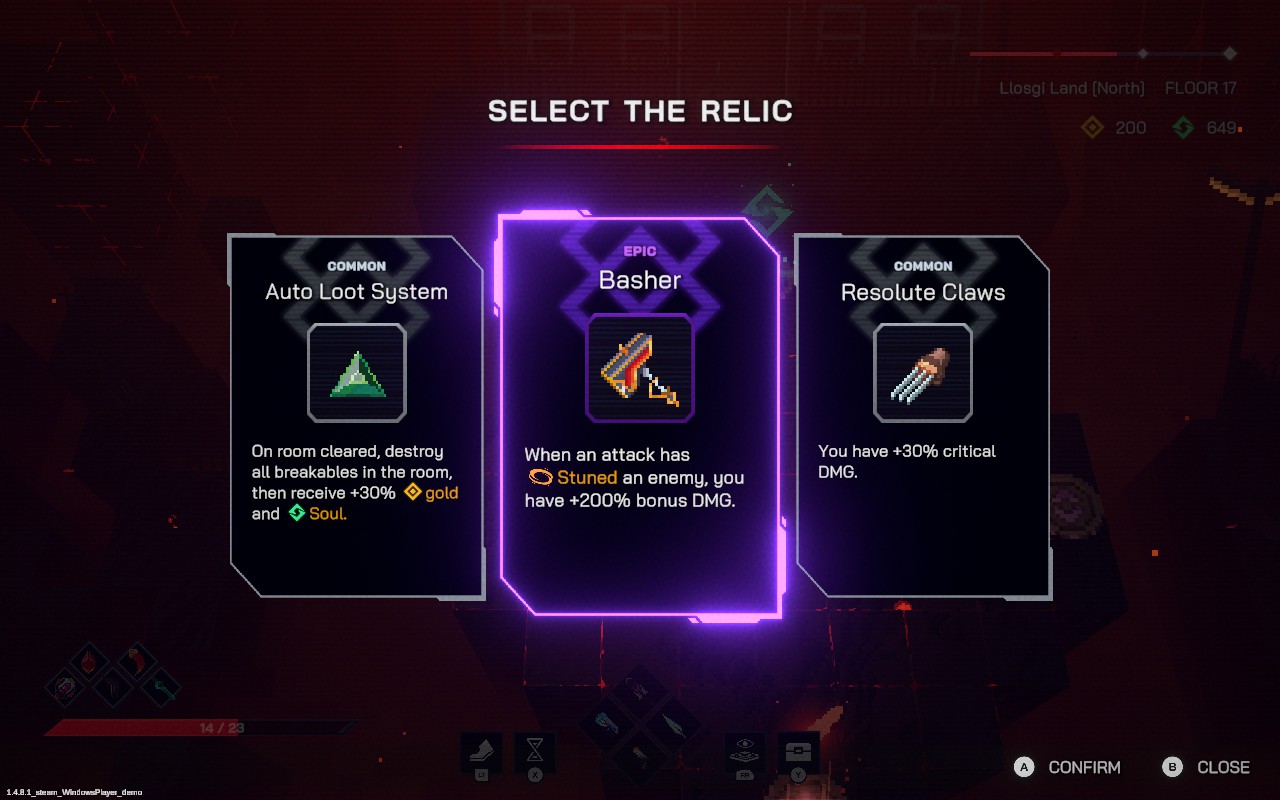 Llosgi Land [North] FLOOR 17
200 649
SELECT THE RELIC
COMMON
Auto Loot System
On room cleared, destroy
all breakables in the room,
then receive +30% gold
and Soul.
EPIC
Basher
When an attack has
Stuned an enemy, you
have +200% bonus DMG.
COMMON
Resolute Claws
You have +30% critical
DMG.
14 / 23
LT
X
RB
Y
A CONFIRM
B CLOSE
1.4.8.1_steam_WindowsPlayer_demo